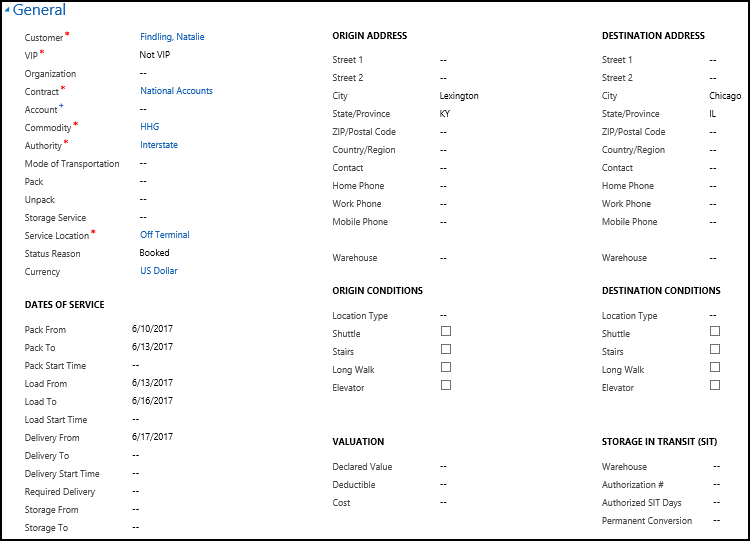 General
Customer* Findling, Natalie
VIP* Not VIP
Organization --
Contract* National Accounts
Account+ --
Commodity* HHG
Authority* Interstate
Mode of Transportation --
Pack --
Unpack --
Storage Service --
Service Location* Off Terminal
Status Reason Booked
Currency US Dollar
DATES OF SERVICE
Pack From 6/10/2017
Pack To 6/13/2017
Pack Start Time --
Load From 6/13/2017
Load To 6/16/2017
Load Start Time --
Delivery From 6/17/2017
Delivery To --
Delivery Start Time --
Required Delivery --
Storage From --
Storage To --
ORIGIN ADDRESS
Street 1 --
Street 2 --
City Lexington
State/Province KY
ZIP/Postal Code --
Country/Region --
Contact --
Home Phone --
Work Phone --
Mobile Phone --
Warehouse --
ORIGIN CONDITIONS
Location Type --
Shuttle
Stairs
Long Walk
Elevator
VALUATION
Declared Value --
Deductible --
Cost --
DESTINATION ADDRESS
Street 1 --
Street 2 --
City Chicago
State/Province IL
ZIP/Postal Code --
Country/Region --
Contact --
Home Phone --
Work Phone --
Mobile Phone --
Warehouse --
DESTINATION CONDITIONS
Location Type --
Shuttle
Stairs
Long Walk
Elevator
STORAGE IN TRANSIT (SIT)
Warehouse --
Authorization # --
Authorized SIT Days --
Permanent Conversion --